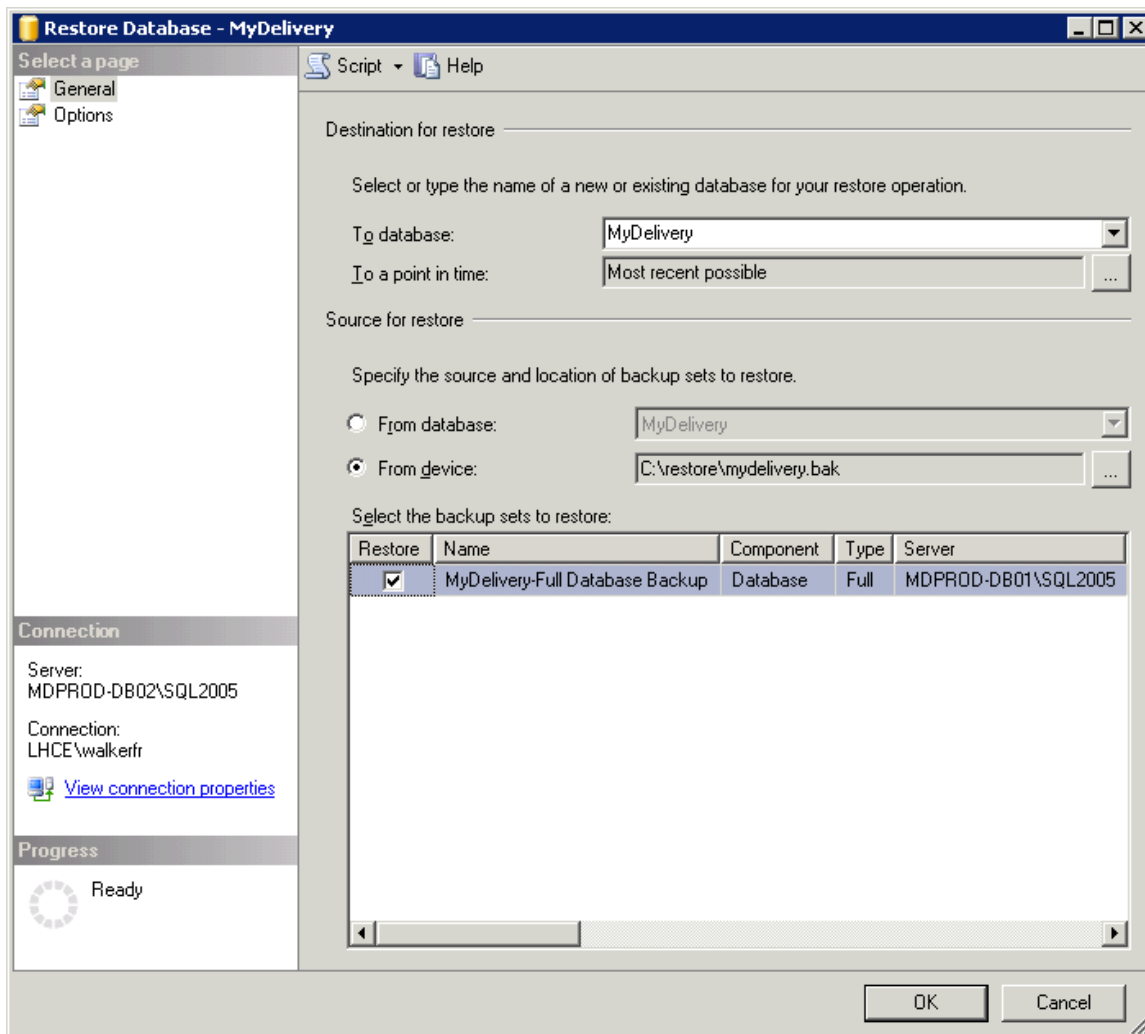 Restore Database - MyDelivery
Select a page
General
Options
Script
Help
Destination for restore
Select or type the name of a new or existing database for your restore operation.
To database:
MyDelivery
To a point in time:
Most recent possible
...
Source for restore
Specify the source and location of backup sets to restore.
From database:
MyDelivery
From device:
C:\restore\mydelivery.bak
...
Select the backup sets to restore:
Restore Name Component Type Server
MyDelivery-Full Database Backup Database Full MDPROD-DB01\SQL2005
Connection
Server:
MDPROD-DB02\SQL2005
Connection:
LHCE\walkerfr
View connection properties
Progress
Ready
OK
Cancel